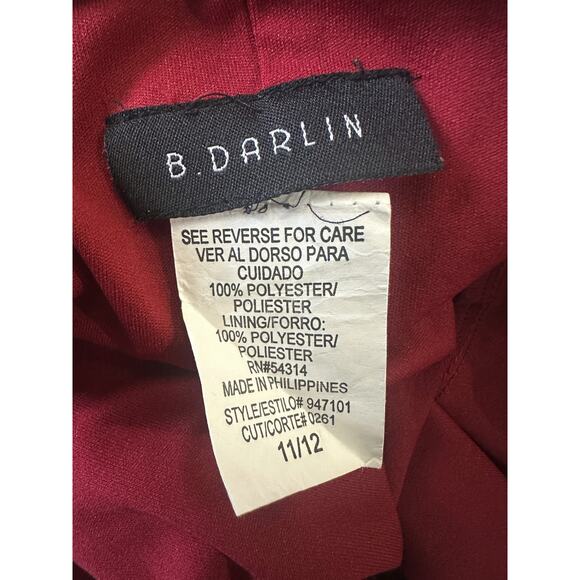 B.DARLIN
SEE REVERSE FOR CARE
VER AL DORSO PARA
CUIDADO
100% POLYESTER/
POLIESTER
LINING/FORRO:
100% POLYESTER/
POLIESTER
RN#54314
MADE IN PHILIPPINES
STYLE/ESTILO# 947101
CUT/CORTE# 0261
11/12